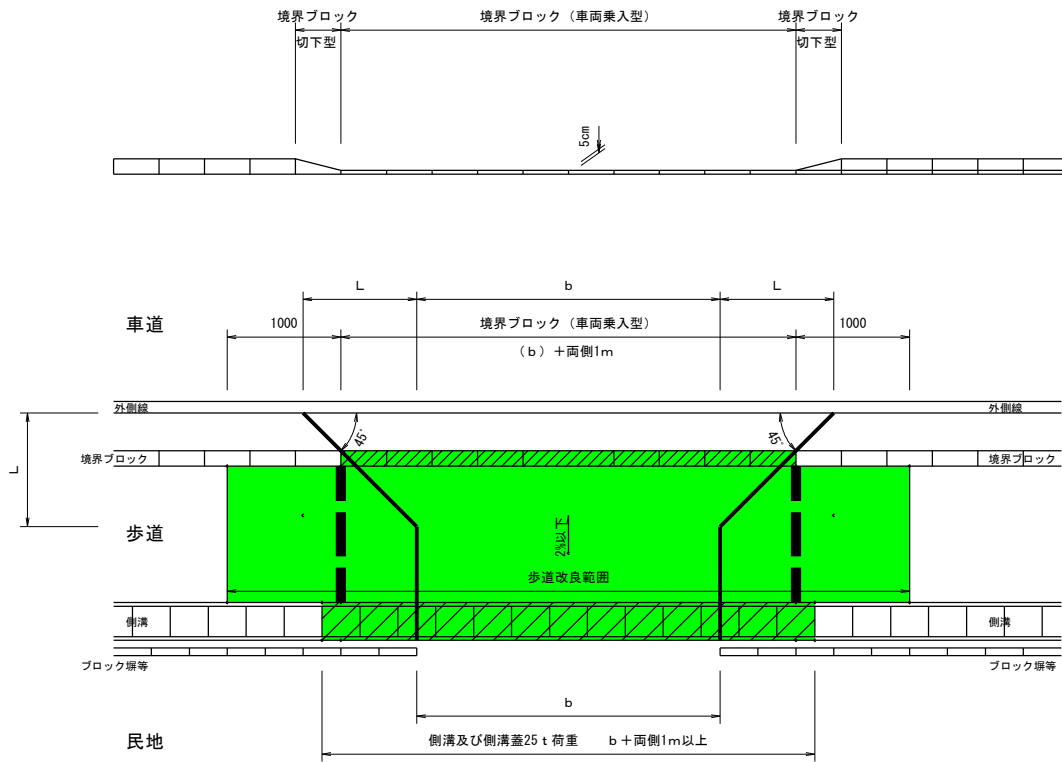 境界ブロック
境界ブロック（車両乗入型）
境界ブロック
切下型
切下型
5cm
L
b
L
車道
1000
境界ブロック（車両乗入型）
1000
（b）＋両側1m
外側線
外側線
45°
45°
L
境界ブロック
境界ブロック
歩道
2%以下
歩道改良範囲
側溝
側溝
ブロック塀等
ブロック塀等
b
民地
側溝及び側溝蓋25ｔ荷重　b＋両側1m以上